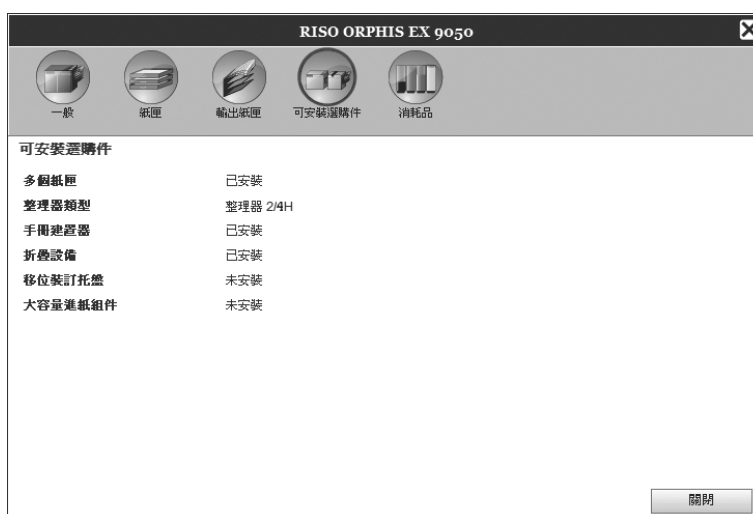 RISO ORPHIS EX 9050
一般 紙匣 輸出紙匣 可安裝選購件 消耗品
可安裝選購件
多個紙匣 已安裝
整理器類型 整理器 2/4H
手冊建置器 已安裝
折疊設備 已安裝
移位裝訂托盤 未安裝
大容量進紙組件 未安裝
關閉